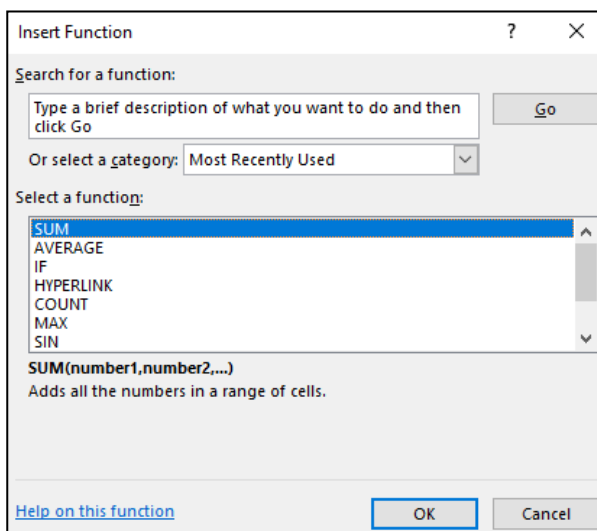 Insert Function
?
Search for a function:
Type a brief description of what you want to do and then
click Go
Go
Or select a category:
Most Recently Used
Select a function:
SUM
AVERAGE
IF
HYPERLINK
COUNT
MAX
SIN
SUM(number1,number2,...)
Adds all the numbers in a range of cells.
Help on this function
OK
Cancel